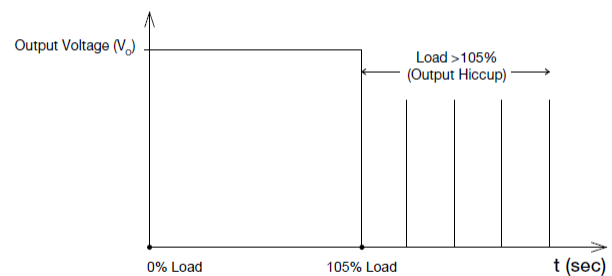 Output Voltage (Vo)
Load >105%
(Output Hiccup)
0% Load
105% Load
t (sec)